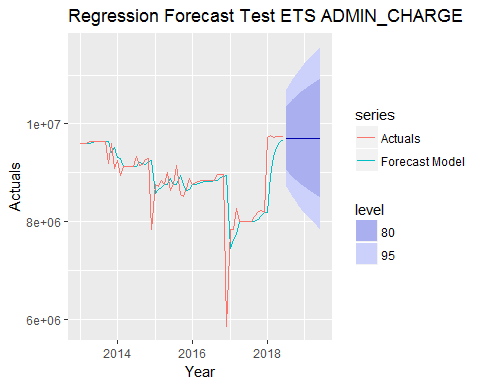 Regression Forecast Test ETS ADMIN_CHARGE
Actuals
1e+07
8e+06
6e+06
2014
2016
2018
Year
series
Actuals
Forecast Model
level
80
95